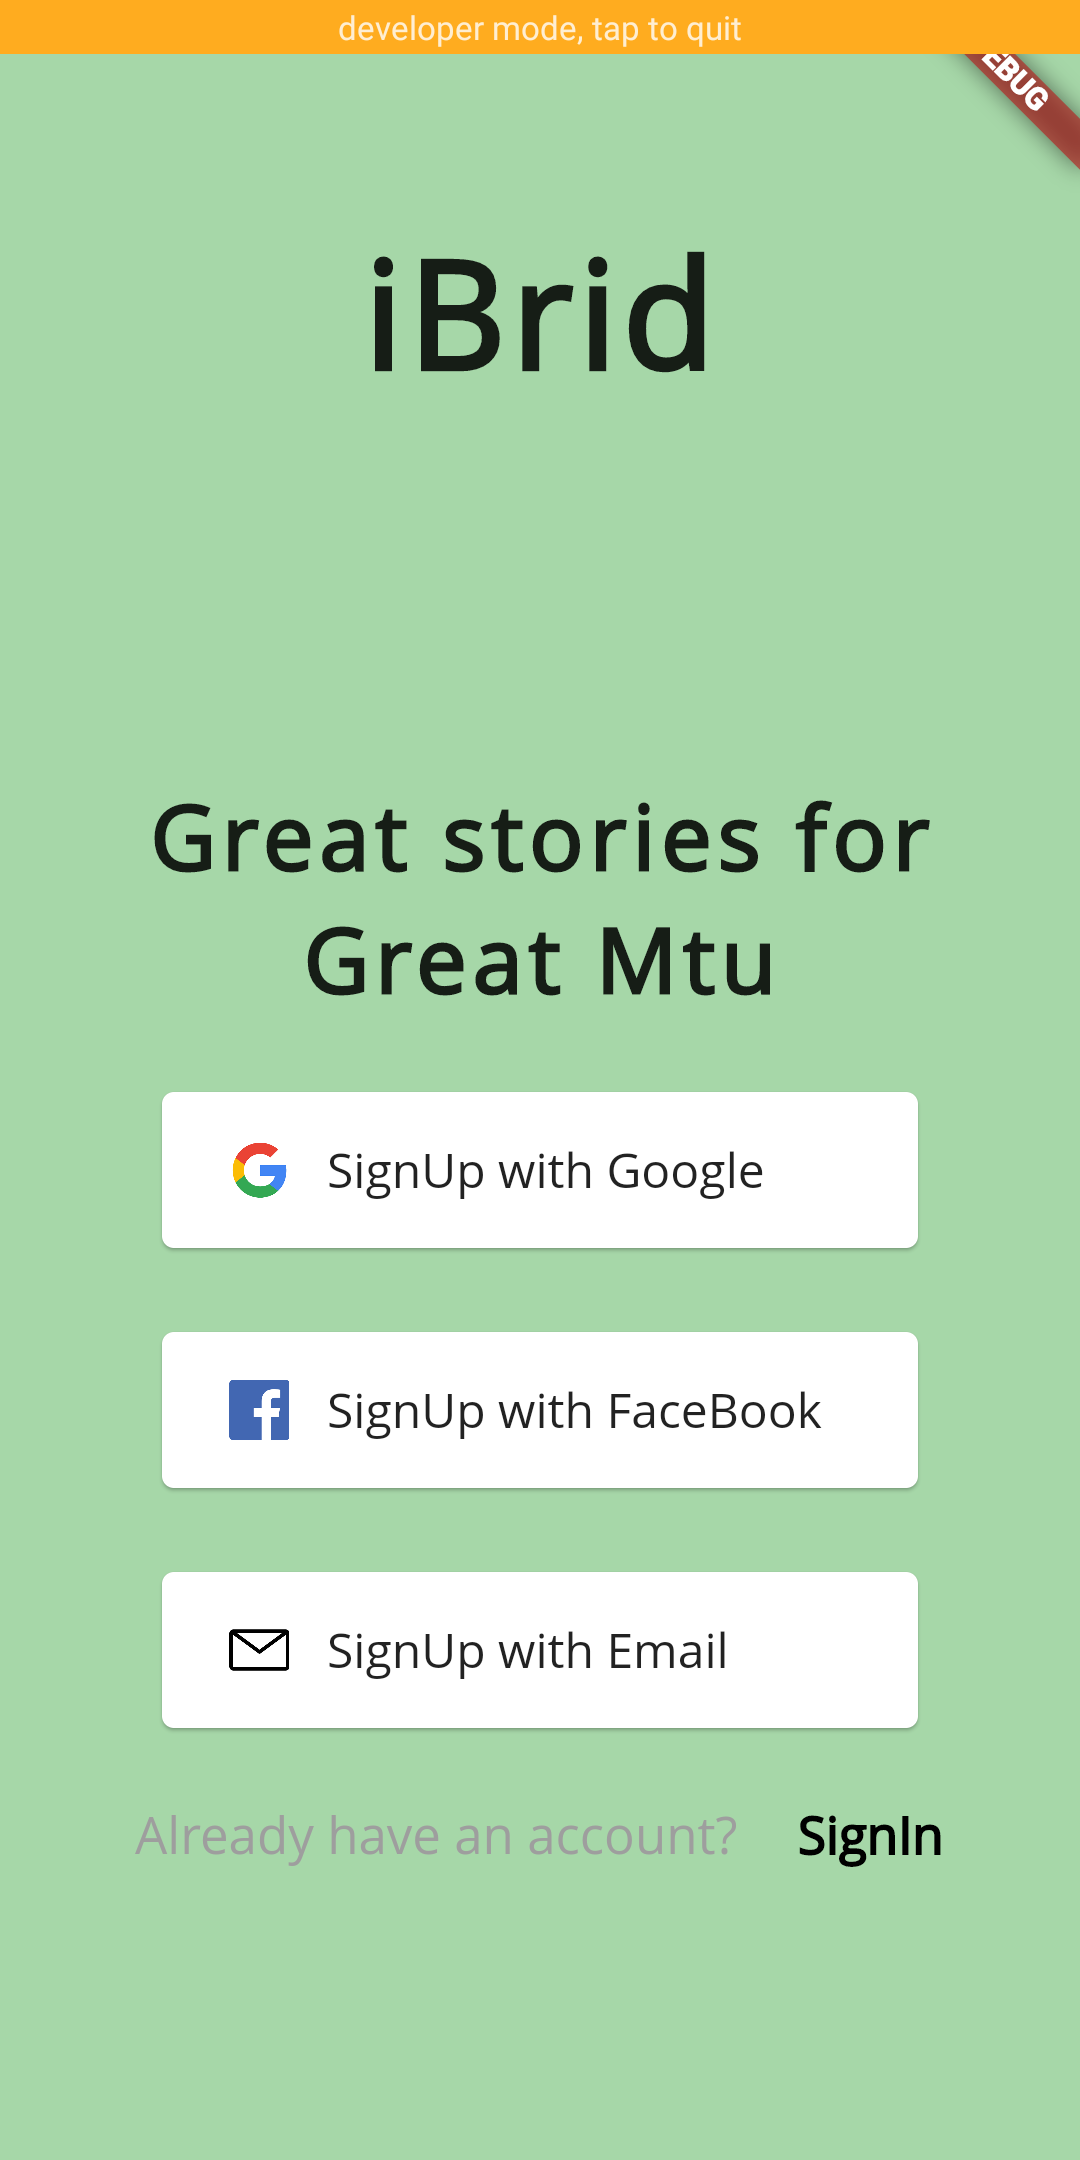 developer mode, tap to quit
EBUG
iBrid
Great stories for
Great Mtu
SignUp with Google
SignUp with FaceBook
SignUp with Email
Already have an account? SignIn